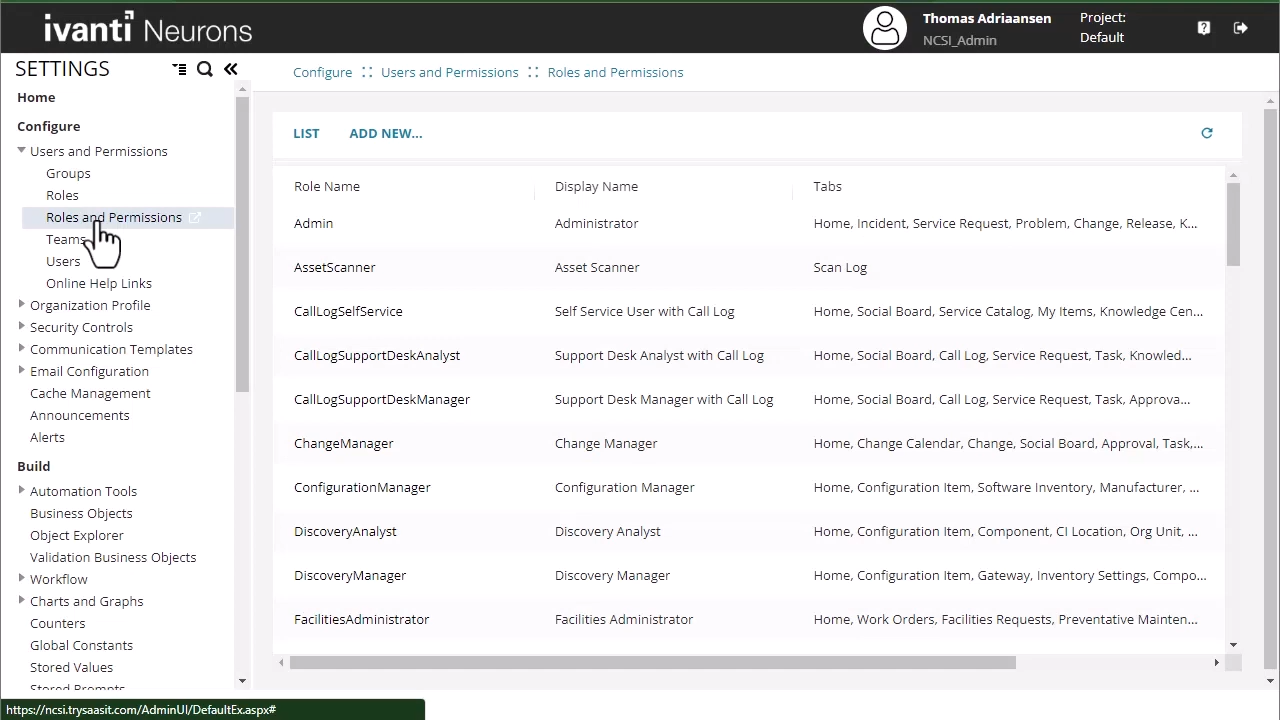 ivanti Neurons
Thomas Adriaansen
NCSI_Admin
Project:
Default
SETTINGS
Configure :: Users and Permissions :: Roles and Permissions
Home
Configure
Users and Permissions
Groups
Roles
Roles and Permissions
Teams
Users
Online Help Links
Organization Profile
Security Controls
Communication Templates
Email Configuration
Cache Management
Announcements
Alerts
Build
Automation Tools
Business Objects
Object Explorer
Validation Business Objects
Workflow
Charts and Graphs
Counters
Global Constants
Stored Values
Stored Prompts
LIST ADD NEW...
Role Name Display Name Tabs
Admin Administrator Home, Incident, Service Request, Problem, Change, Release, K...
AssetScanner Asset Scanner Scan Log
CallLogSelfService Self Service User with Call Log Home, Social Board, Service Catalog, My Items, Knowledge Cen...
CallLogSupportDeskAnalyst Support Desk Analyst with Call Log Home, Social Board, Call Log, Service Request, Task, Knowled...
CallLogSupportDeskManager Support Desk Manager with Call Log Home, Social Board, Call Log, Service Request, Task, Approva...
ChangeManager Change Manager Home, Change Calendar, Change, Social Board, Approval, Task,...
ConfigurationManager Configuration Manager Home, Configuration Item, Software Inventory, Manufacturer, ...
DiscoveryAnalyst Discovery Analyst Home, Configuration Item, Component, CI Location, Org Unit, ...
DiscoveryManager Discovery Manager Home, Configuration Item, Gateway, Inventory Settings, Compo...
FacilitiesAdministrator Facilities Administrator Home, Work Orders, Facilities Requests, Preventative Mainten...
https://ncsi.trysaasit.com/AdminUI/DefaultEx.aspx#